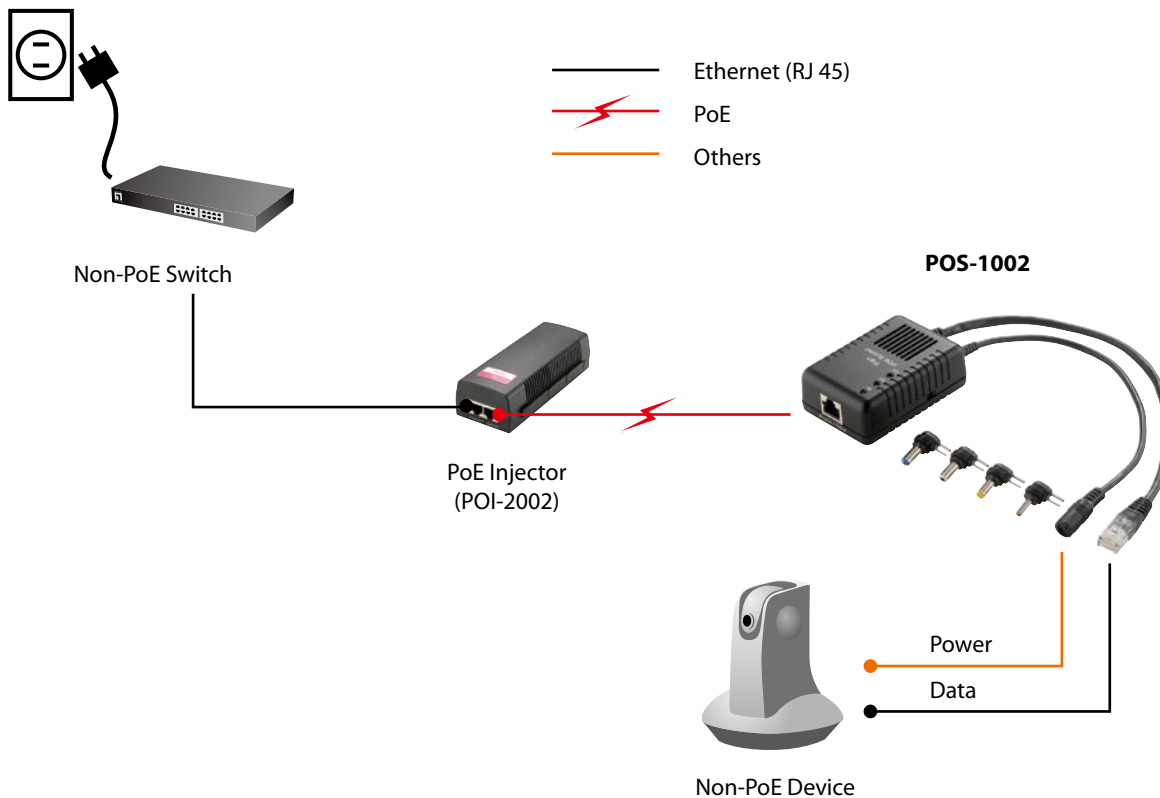 Ethernet (RJ 45)
PoE
Others
Non-PoE Switch
POS-1002
PoE Injector
(POI-2002)
Power
Data
Non-PoE Device